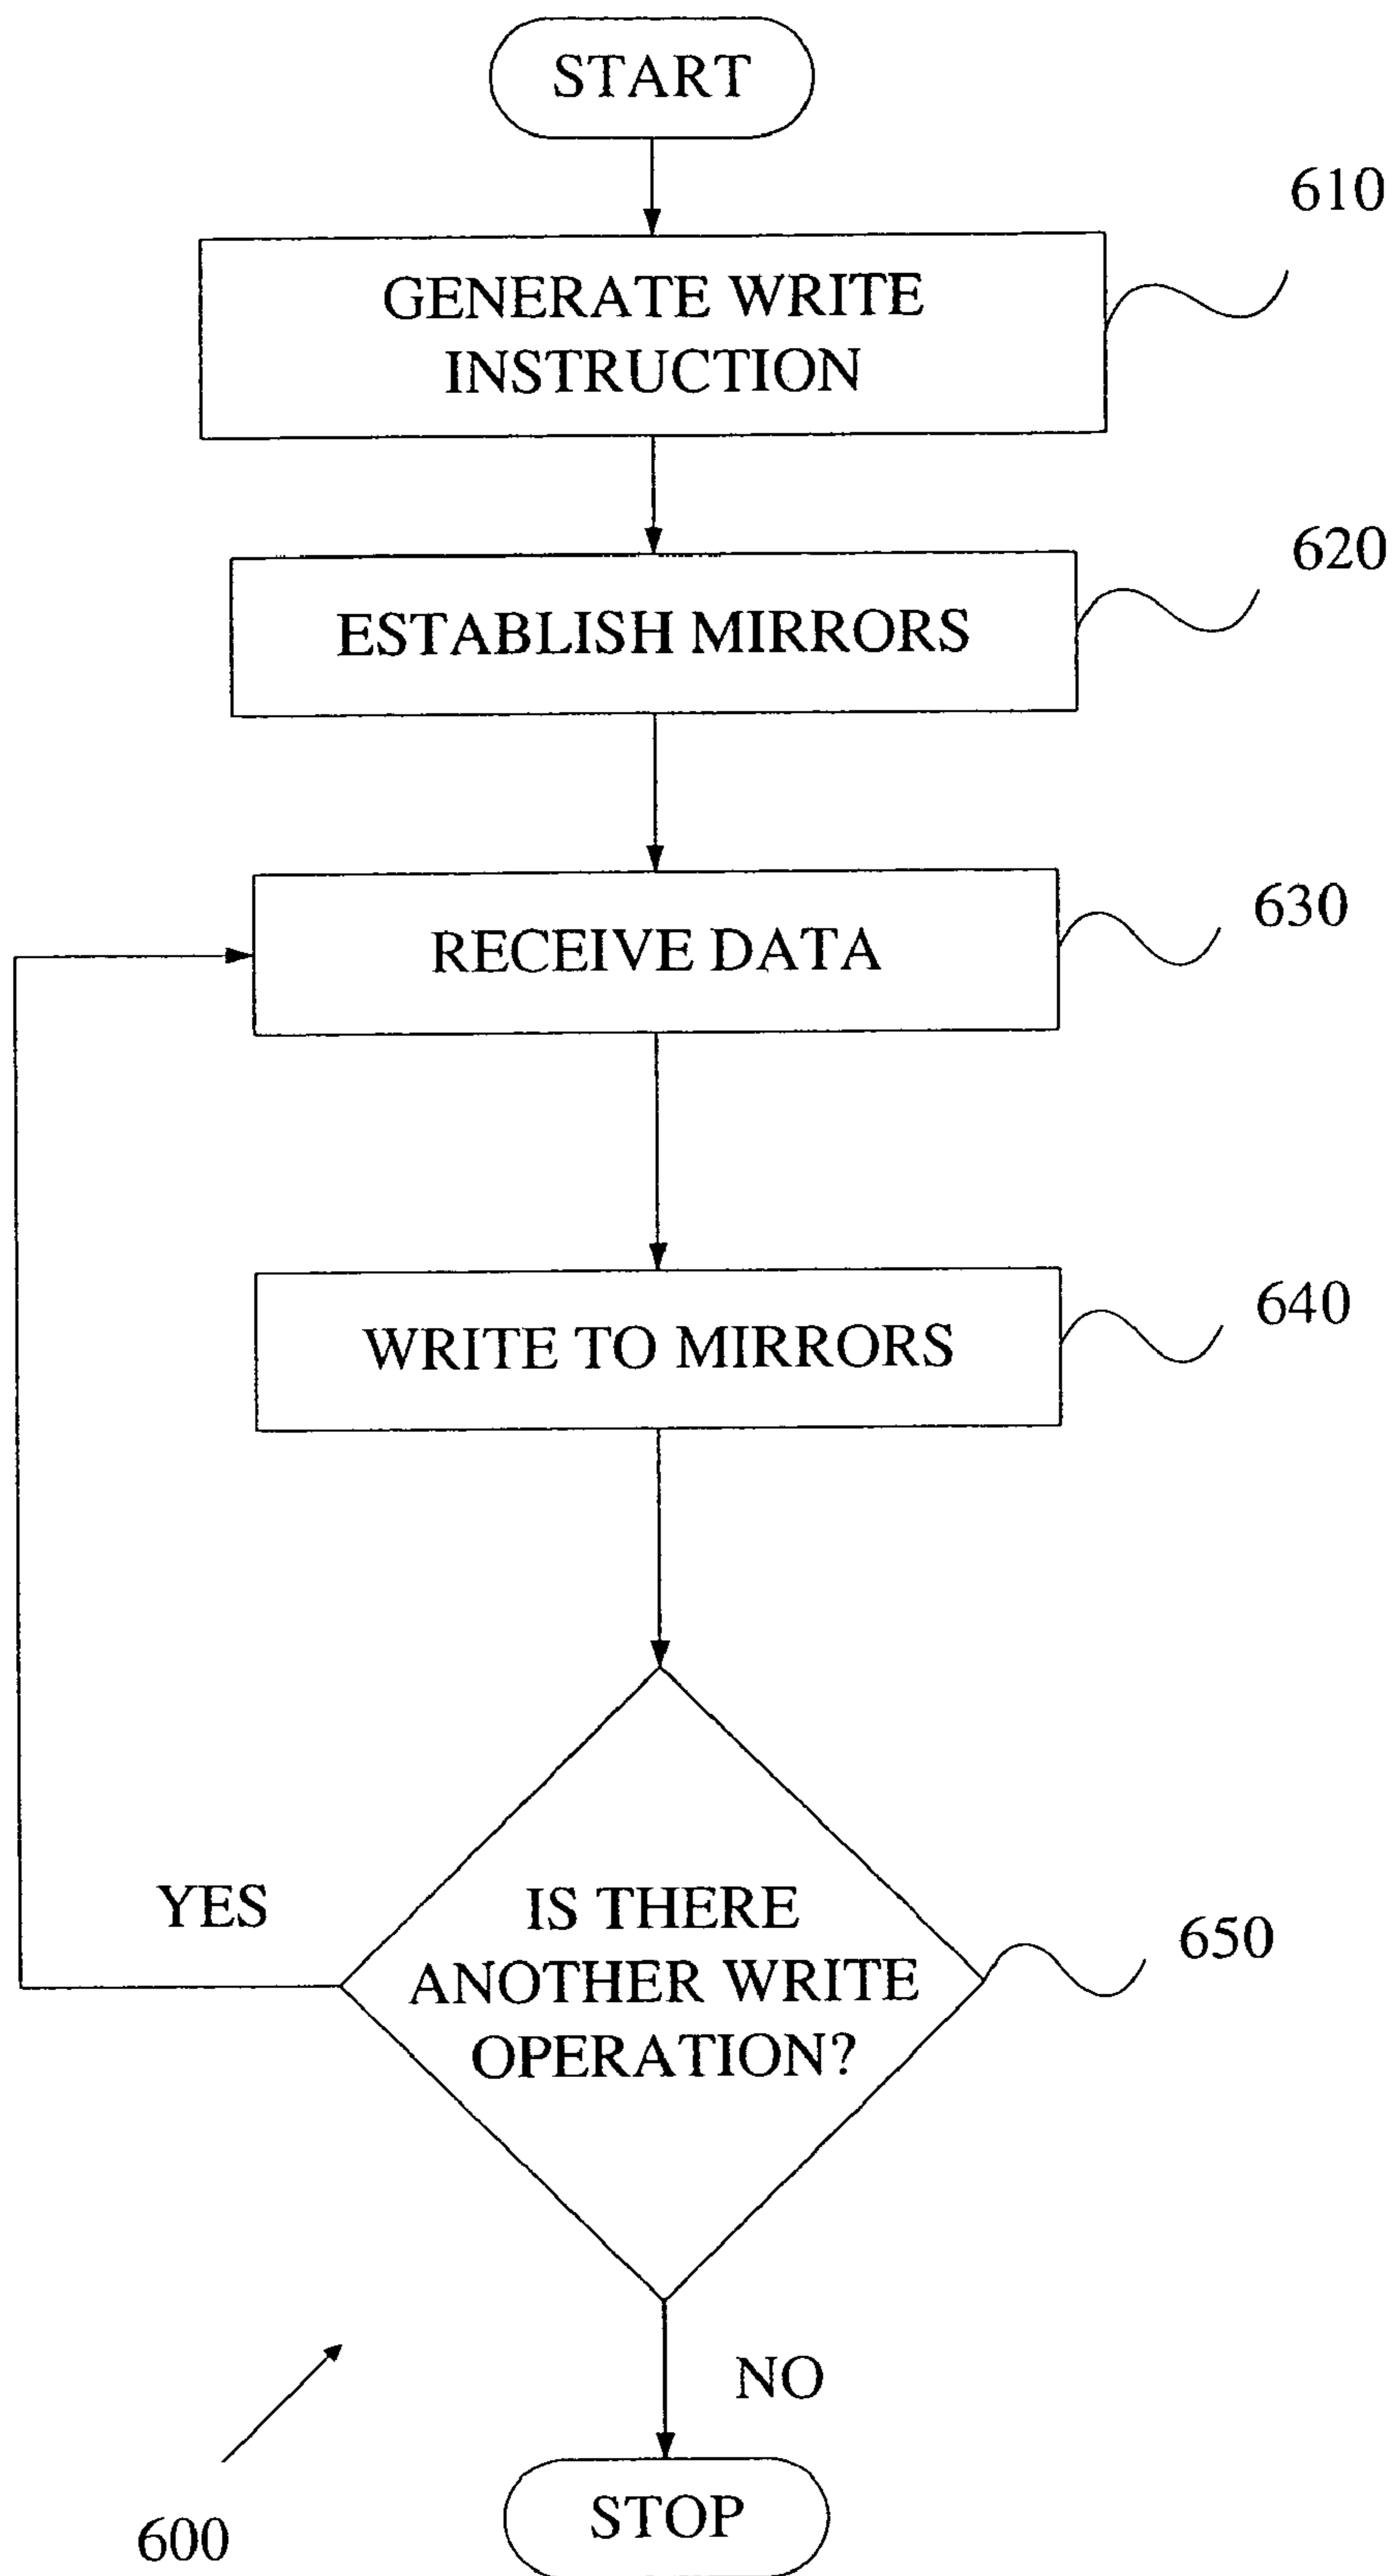 START
610
GENERATE WRITE
INSTRUCTION
620
ESTABLISH MIRRORS
630
RECEIVE DATA
640
WRITE TO MIRRORS
YES
IS THERE
ANOTHER WRITE
OPERATION?
650
NO
STOP
600